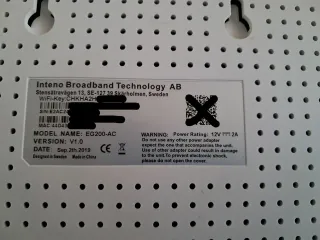 Inteno Broadband Technology AB
Stensätravägen 13, SE-127 39 Skärholmen, Sweden
WiFi-Key:CHKHA2H
MODEL NAME: EG200-AC
VERSION: V1.0
DATE: Sep.2th.2015
Designed in Sweden Made in China
WARNING: Power Rating: 12V 2A
Do not use any other power adapter
expect the one that accompanies the unit.
Use of other adapter could result in damage
to the unit.To prevent electronic shock,
please do not remove cover.